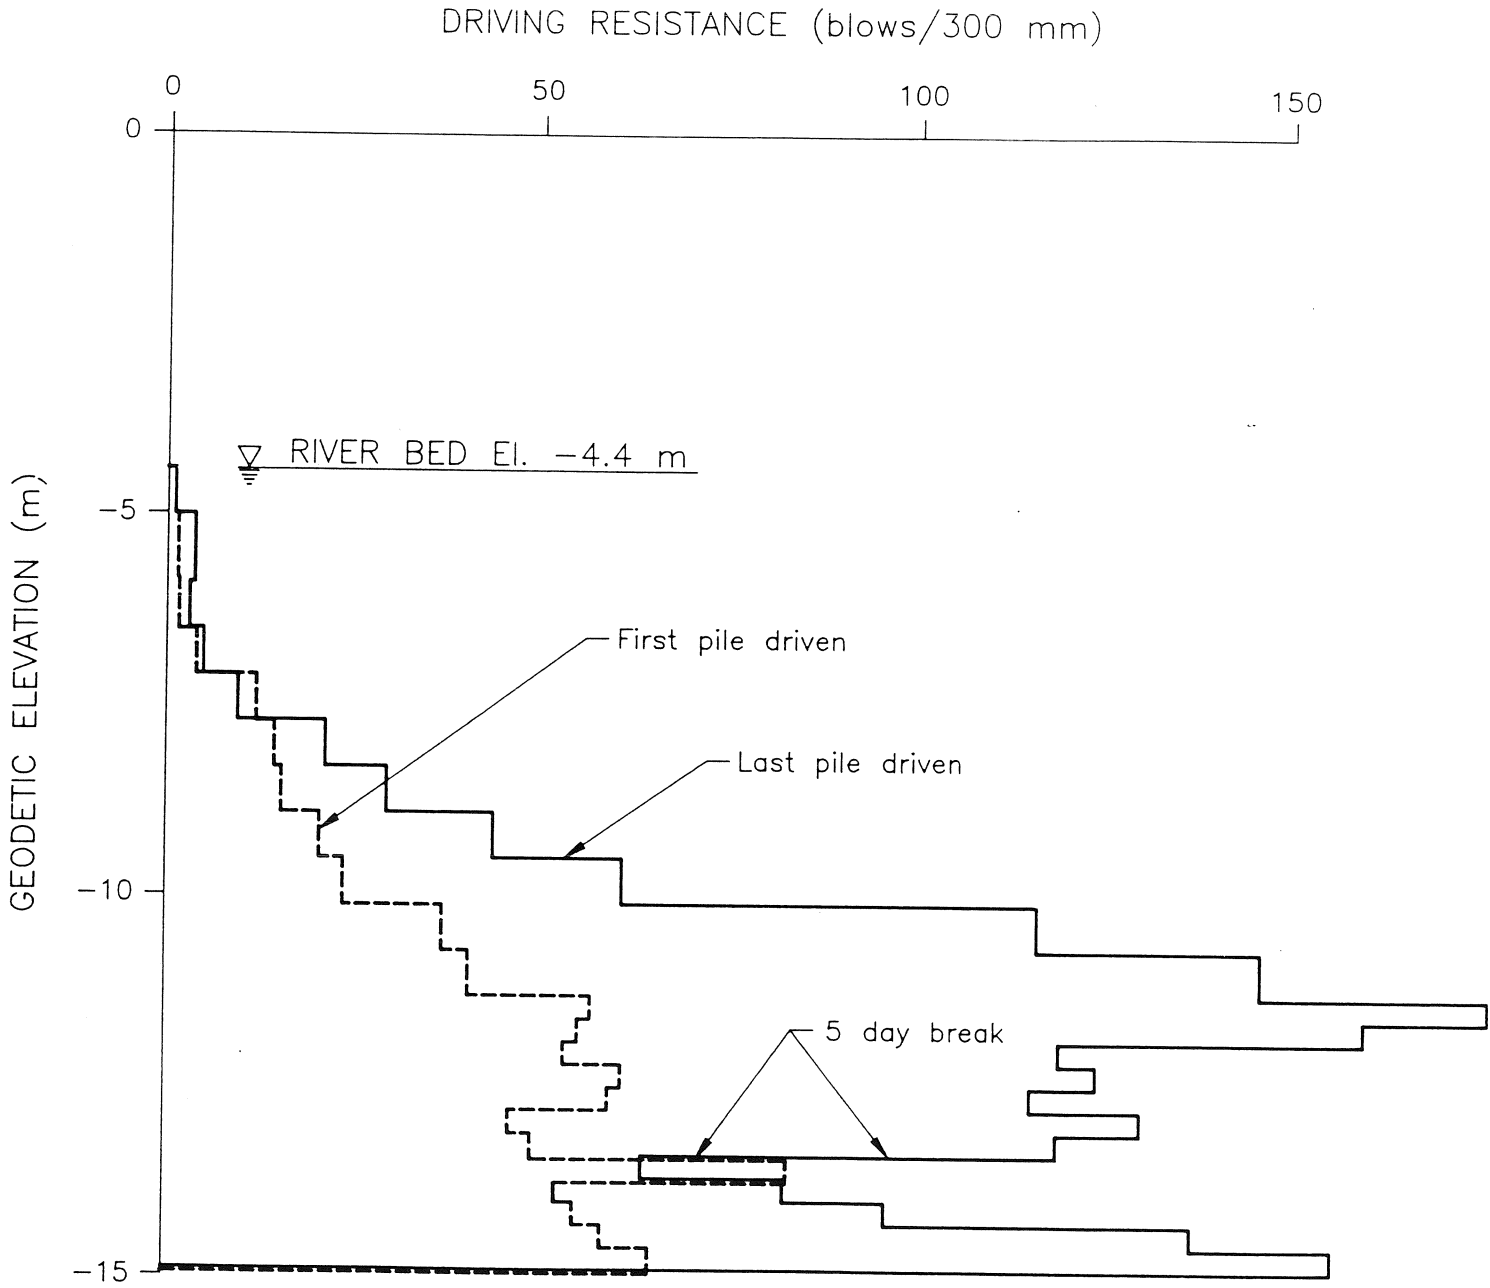 DRIVING RESISTANCE (blows/300 mm)
0 50 100 150
0
RIVER BED El. -4.4 m
-5
GEODETIC ELEVATION (m)
First pile driven
Last pile driven
-10
5 day break
-15